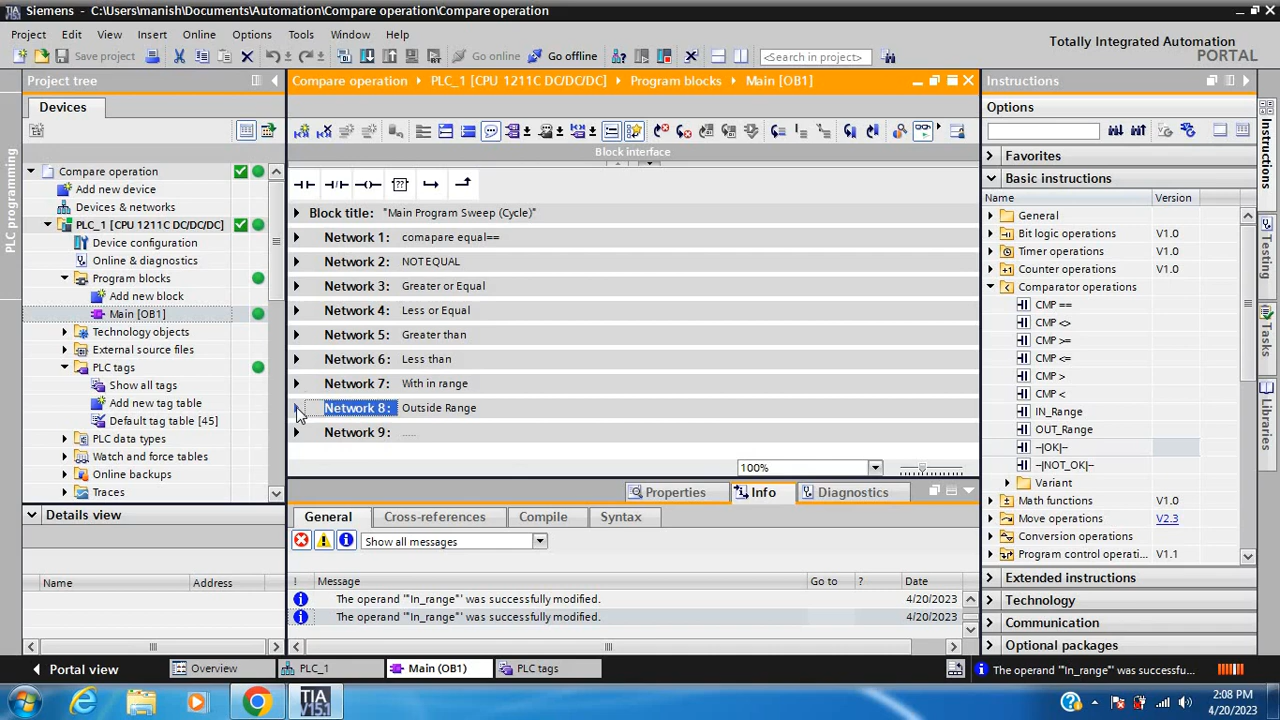 Siemens - C:\Users\manish\Documents\Automation\Compare operation\Compare operation
Project Edit View Insert Online Options Tools Window Help
Totally Integrated Automation
PORTAL
Save project
Go online
Go offline
<Search in project>
Project tree
Compare operation
PLC_1 [CPU 1211C DC/DC/DC]
Program blocks
Main [OB1]
Instructions
Devices
Options
PLC programming
Block interface
Compare operation
Add new device
Devices & networks
PLC_1 [CPU 1211C DC/DC/DC]
Device configuration
Online & diagnostics
Program blocks
Add new block
Main [OB1]
Technology objects
External source files
PLC tags
Show all tags
Add new tag table
Default tag table [45]
PLC data types
Watch and force tables
Online backups
Traces
Details view
Name Address
??
Block title: "Main Program Sweep (Cycle)"
Network 1: comapare equal==
Network 2: NOT EQUAL
Network 3: Greater or Equal
Network 4: Less or Equal
Network 5: Greater than
Network 6: Less than
Network 7: With in range
Network 8: Outside Range
Network 9: .....
100%
Properties
Info
Diagnostics
General
Cross-references
Compile
Syntax
Show all messages
! Message Go to ? Date
The operand '"In_range"' was successfully modified. 4/20/2023
The operand '"In_range"' was successfully modified. 4/20/2023
Favorites
Basic instructions
Name Version
General
Bit logic operations V1.0
Timer operations V1.0
Counter operations V1.0
Comparator operations
CMP ==
CMP <>
CMP >=
CMP <=
CMP >
CMP <
IN_Range
OUT_Range
-|OK|-
-|NOT_OK|-
Variant
Math functions V1.0
Move operations V2.3
Conversion operations
Program control operati... V1.1
Extended instructions
Technology
Communication
Optional packages
Instructions
Testing
Tasks
Libraries
Portal view
Overview
PLC_1
Main (OB1)
PLC tags
The operand '"In_range"' was successfu...
TIA
V15.1
2:08 PM
4/20/2023